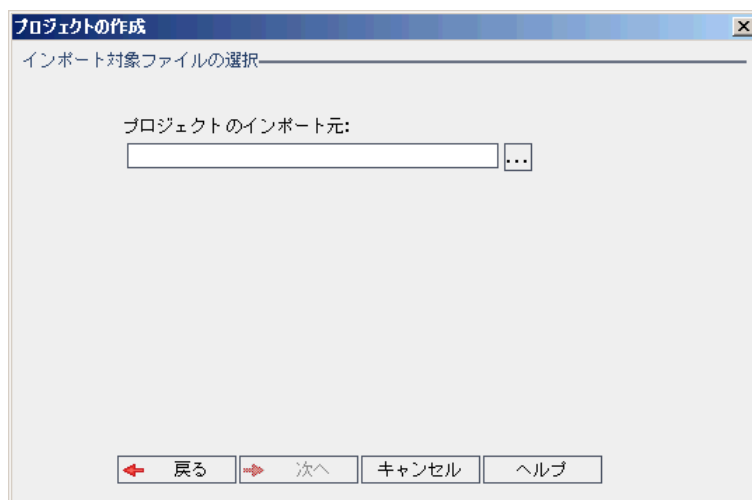 プロジェクトの作成
インポート対象ファイルの選択
プロジェクトのインポート元:
...
戻る 次へ キャンセル ヘルプ